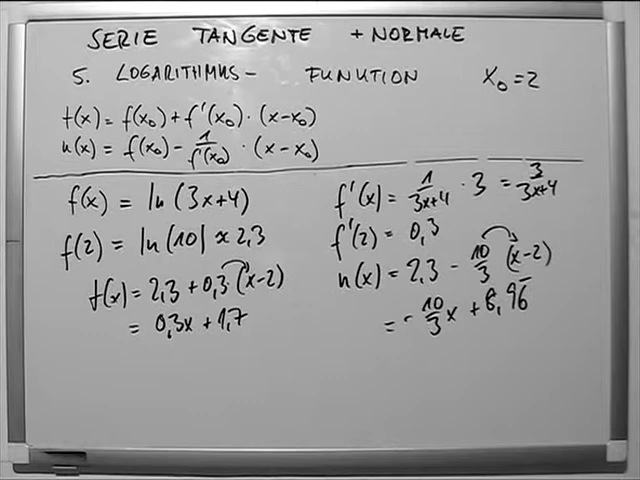 SERIE TANGENTE + NORMALE
5. LOGARITHMUS - FUNKTION x₀ = 2
t(x) = f(x₀) + f'(x₀) · (x-x₀)
n(x) = f(x₀) - 1/f'(x₀) · (x-x₀)
f(x) = ln(3x+4)
f(2) = ln(10) ≈ 2,3
t(x) = 2,3 + 0,3 (x-2)
= 0,3x + 1,7
f'(x) = 1/3x+4 · 3 = 3/3x+4
f'(2) = 0,3
n(x) = 2,3 - 10/3 (x-2)
= - 10/3 x + 8,96